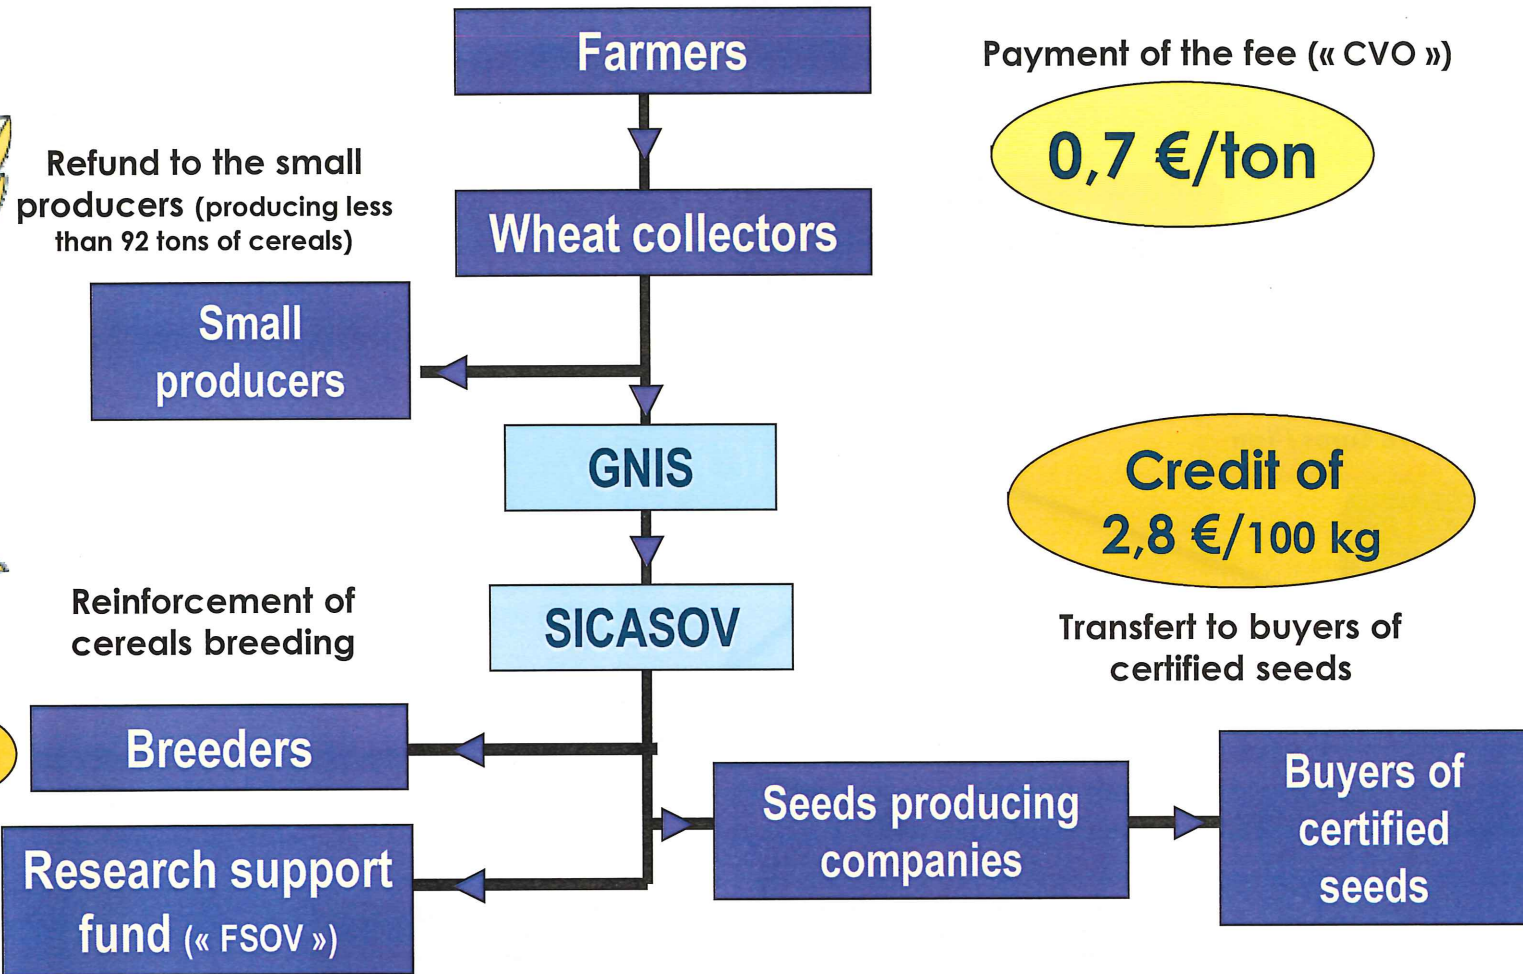 Farmers
Payment of the fee (« CVO »)
0,7 €/ton
Refund to the small
producers (producing less
than 92 tons of cereals)
Wheat collectors
Small
producers
GNIS
Credit of
2,8 €/100 kg
SICASOV
Reinforcement of
cereals breeding
Transfert to buyers of
certified seeds
Breeders
Seeds producing
companies
Buyers of
certified
seeds
Research support
fund (« FSOV »)